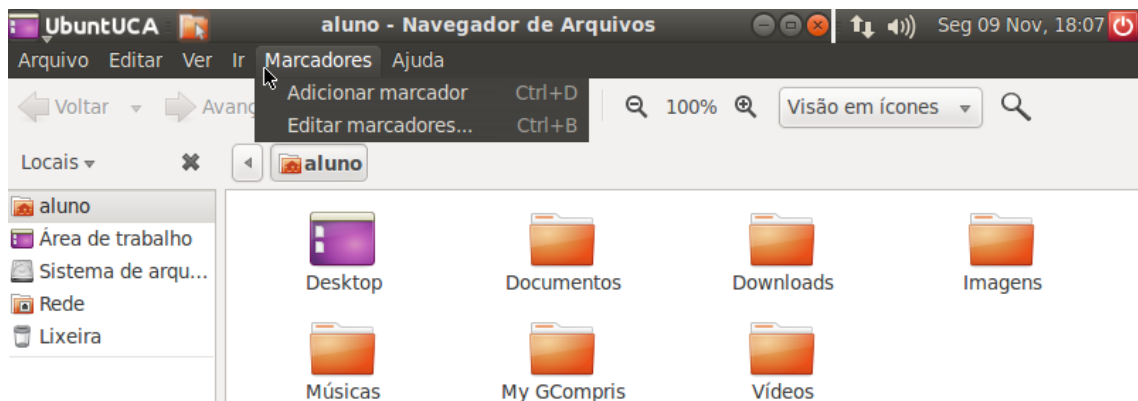 UbuntUCA aluno - Navegador de Arquivos Seg 09 Nov, 18:07
Arquivo Editar Ver Ir Marcadores Ajuda
Adicionar marcador Ctrl+D
Editar marcadores... Ctrl+B
Voltar Avanç 100% Visão em ícones
Locais aluno
aluno
Área de trabalho
Sistema de arqu...
Rede
Lixeira
Desktop Documentos Downloads Imagens
Músicas My GCompris Vídeos